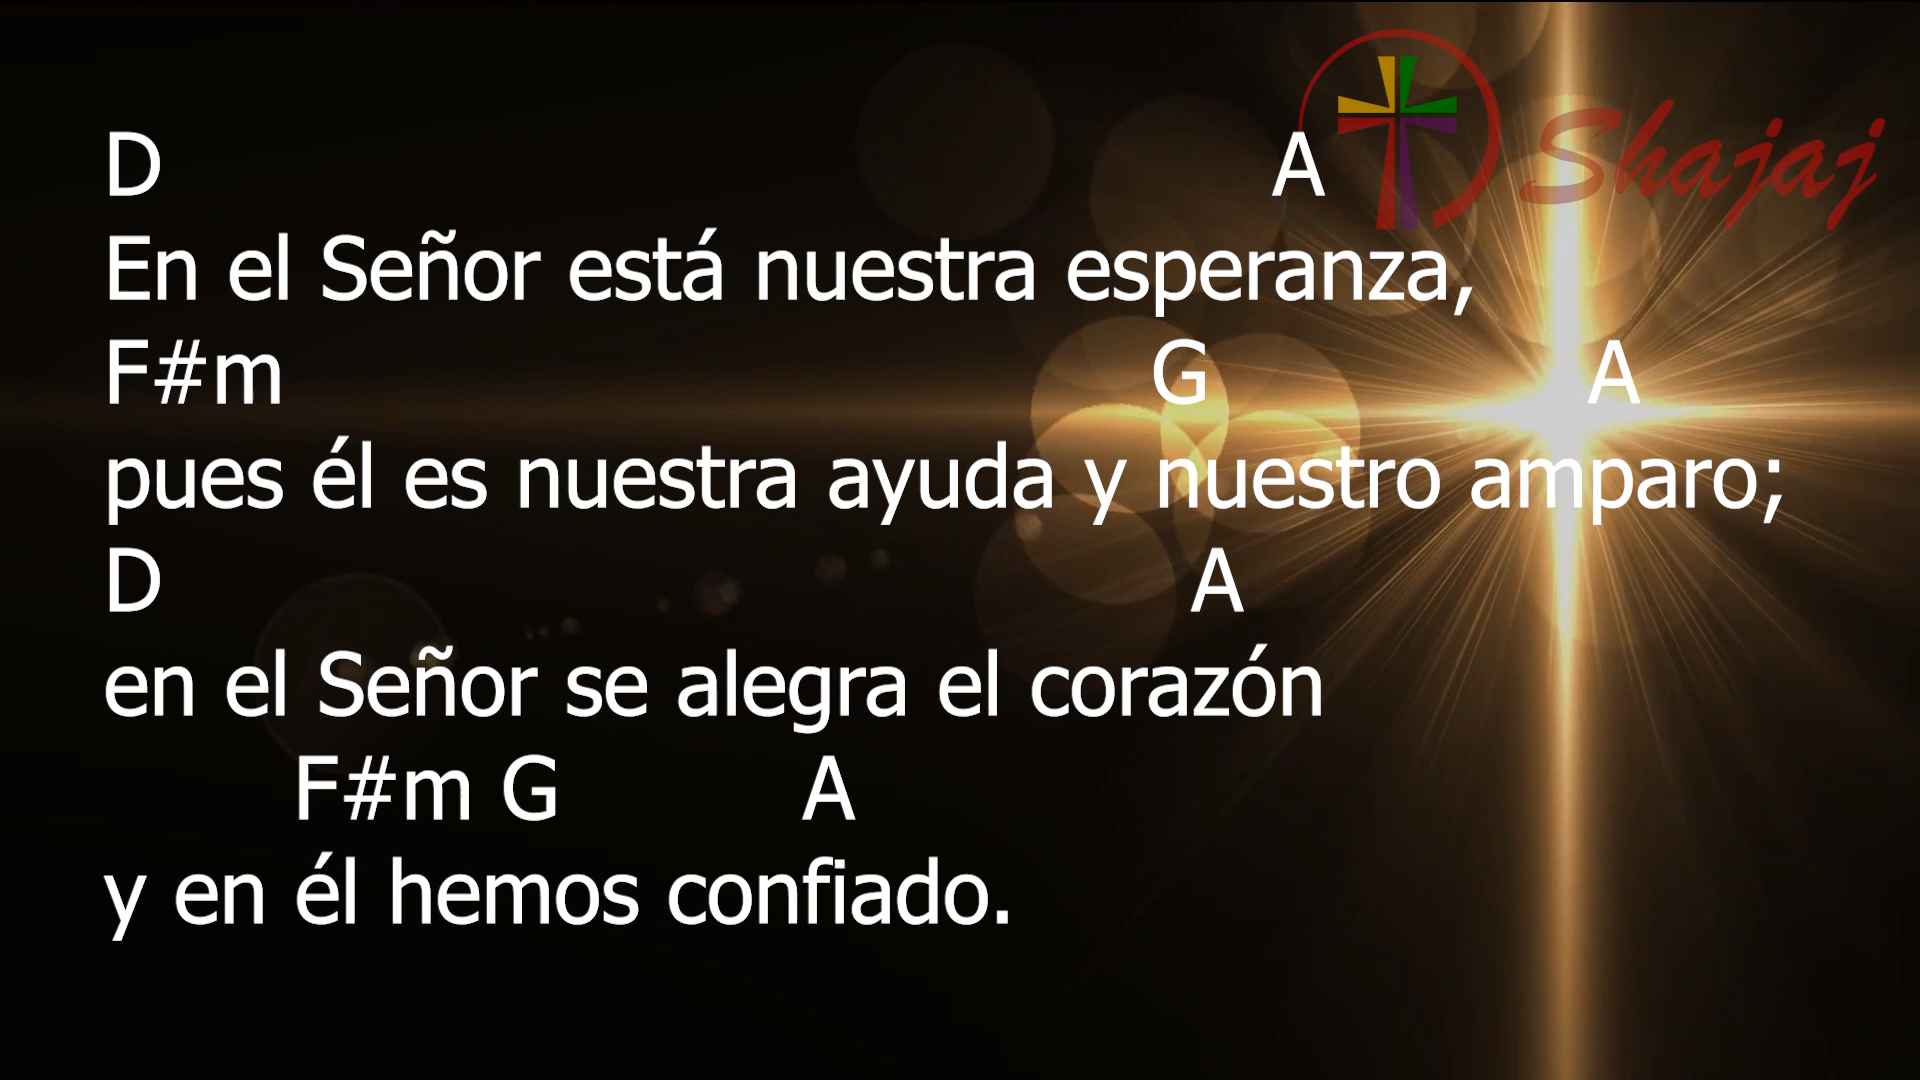 D A
Shajaj
En el Señor está nuestra esperanza,
F#m G A
pues él es nuestra ayuda y nuestro amparo;
D A
en el Señor se alegra el corazón
F#m G A
y en él hemos confiado.